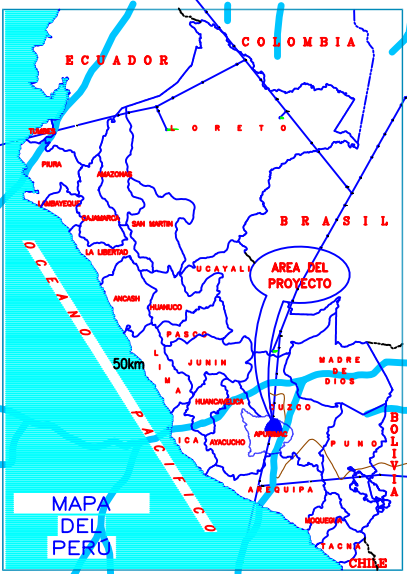 COLOMBIA
ECUADOR
TUMBES
LORETO
PIURA
AMAZONAS
LAMBAYEQUE
CAJAMARCA
SAN MARTIN
BRASIL
LA LIBERTAD
OCEANO PACIFICO
UCAYALI
AREA DEL
PROYECTO
ANCASH
HUANUCO
PASCO
50km
LIMA
JUNIN
MADRE
DE
DIOS
HUANCAVELICA
CUZCO
ICA
AYACUCHO
APURIMAC
PUNO
BOLIVIA
AREQUIPA
MOQUEGUA
TACNA
CHILE
MAPA
DEL
PERÚ